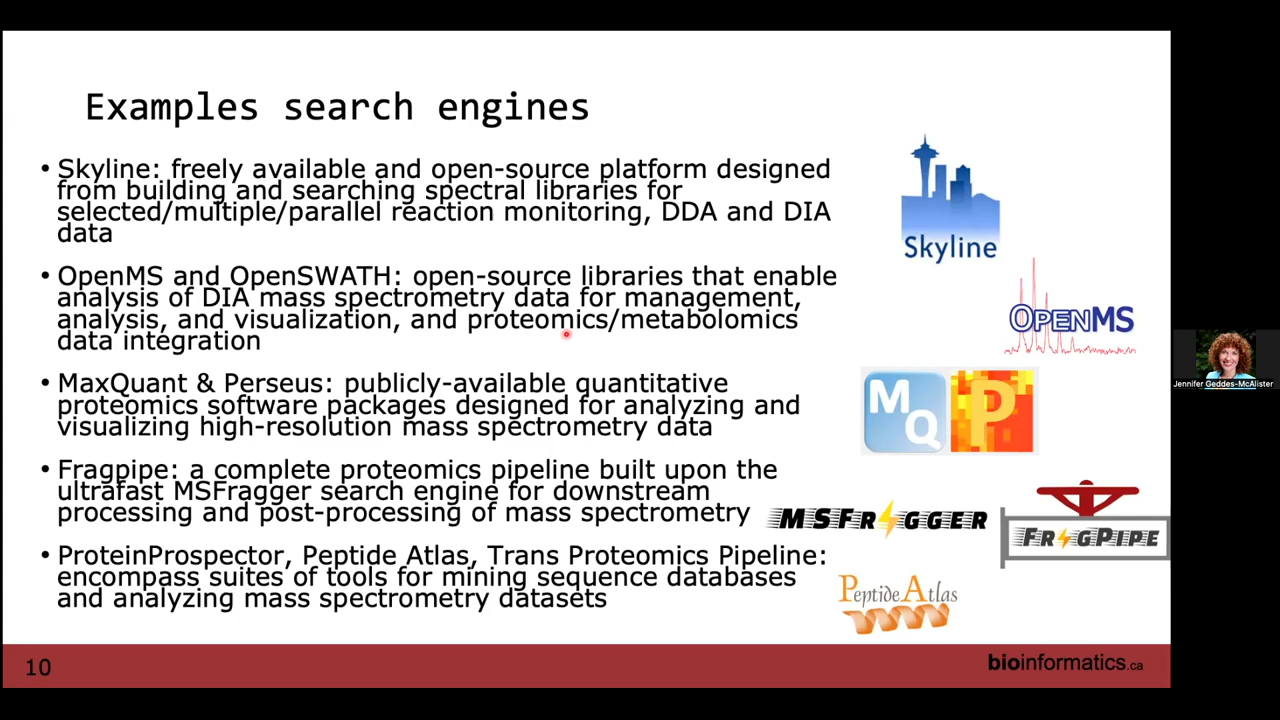 Examples search engines
• Skyline: freely available and open-source platform designed
from building and searching spectral libraries for
selected/multiple/parallel reaction monitoring, DDA and DIA
data
• OpenMS and OpenSWATH: open-source libraries that enable
analysis of DIA mass spectrometry data for management,
analysis, and visualization, and proteomics/metabolomics
data integration
• MaxQuant & Perseus: publicly-available quantitative
proteomics software packages designed for analyzing and
visualizing high-resolution mass spectrometry data
• Fragpipe: a complete proteomics pipeline built upon the
ultrafast MSFragger search engine for downstream
processing and post-processing of mass spectrometry
• ProteinProspector, Peptide Atlas, Trans Proteomics Pipeline:
encompass suites of tools for mining sequence databases
and analyzing mass spectrometry datasets
Skyline
OPENMS
MQ P
MSFRAGGER
FRAGPIPE
PeptideAtlas
Jennifer Geddes-McAlister
10
bioinformatics.ca